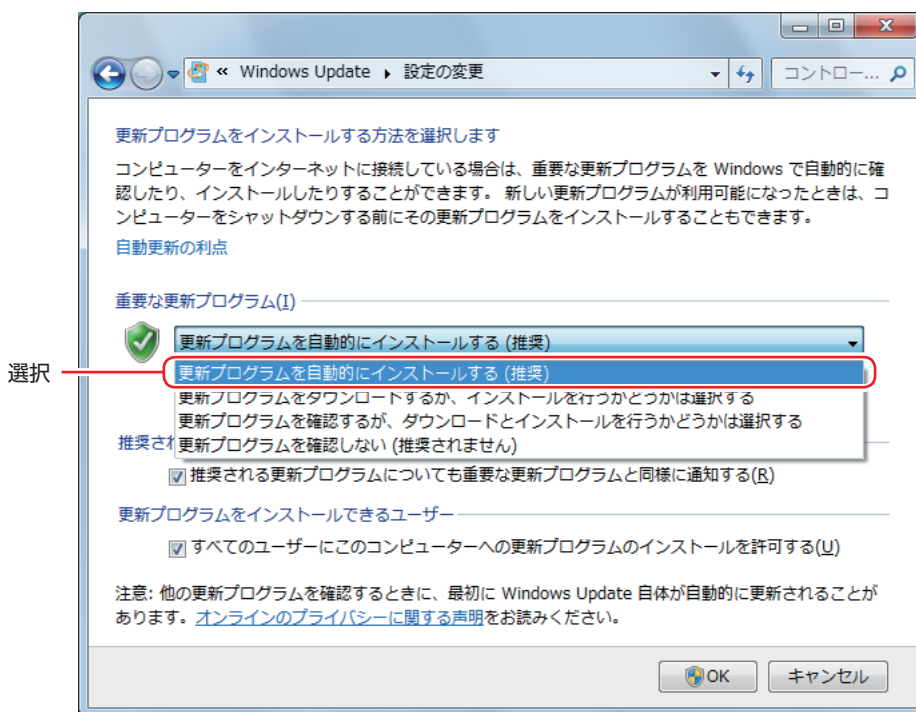 « Windows Update ▸ 設定の変更
コントロー...
更新プログラムをインストールする方法を選択します
コンピューターをインターネットに接続している場合は、重要な更新プログラムを Windows で自動的に確
認したり、インストールしたりすることができます。 新しい更新プログラムが利用可能になったときは、コ
ンピューターをシャットダウンする前にその更新プログラムをインストールすることもできます。
自動更新の利点
重要な更新プログラム(I)
更新プログラムを自動的にインストールする (推奨)
選択
更新プログラムを自動的にインストールする (推奨)
更新プログラムをダウンロードするか、インストールを行うかどうかは選択する
更新プログラムを確認するが、ダウンロードとインストールを行うかどうかは選択する
推奨さ
更新プログラムを確認しない (推奨されません)
推奨される更新プログラムについても重要な更新プログラムと同様に通知する(R)
更新プログラムをインストールできるユーザー
すべてのユーザーにこのコンピューターへの更新プログラムのインストールを許可する(U)
注意: 他の更新プログラムを確認するときに、最初に Windows Update 自体が自動的に更新されることが
あります。オンラインのプライバシーに関する声明をお読みください。
OK
キャンセル